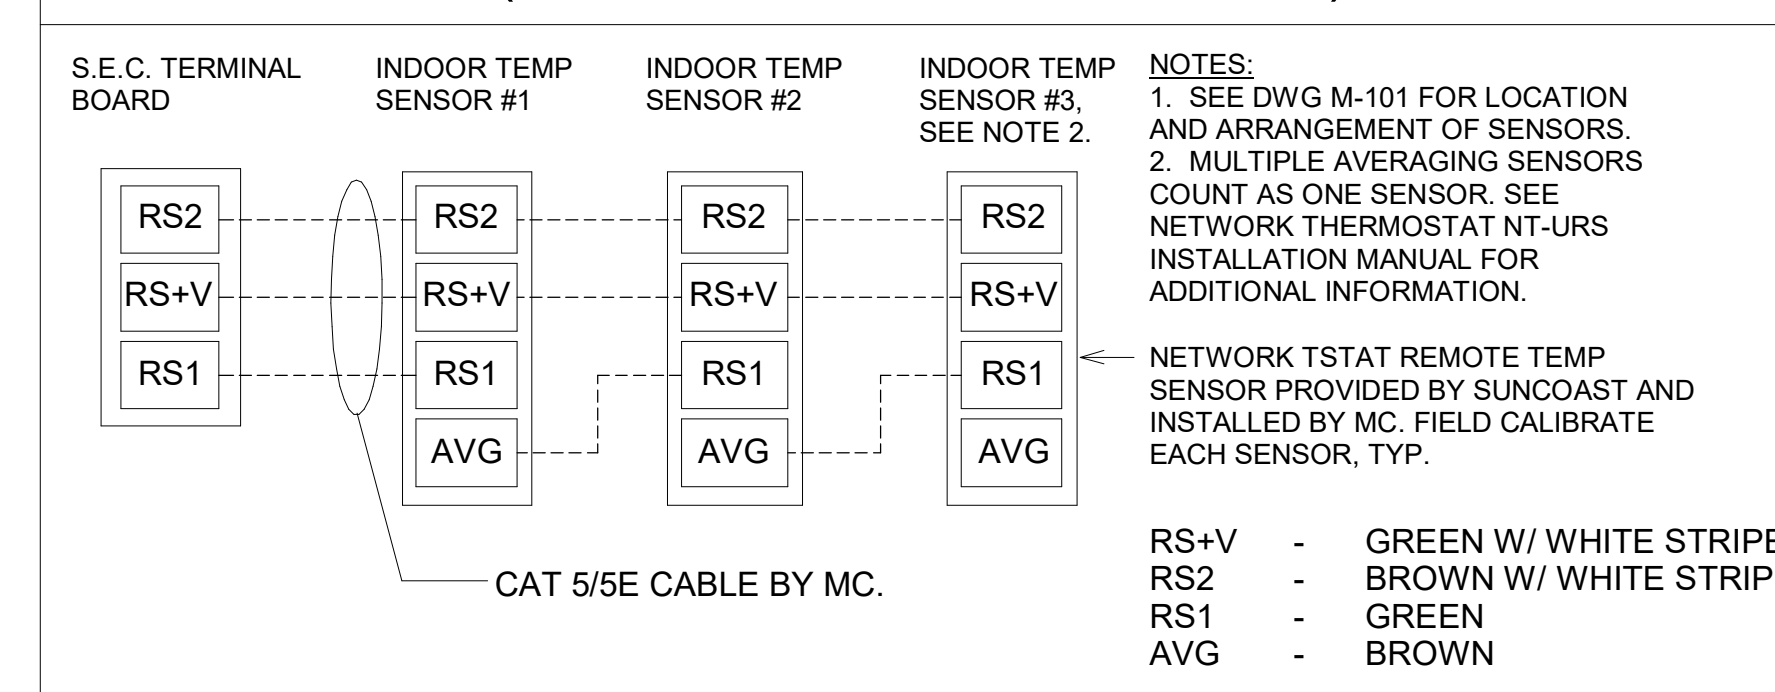 S.E.C. TERMINAL
BOARD
INDOOR TEMP
SENSOR #1
INDOOR TEMP
SENSOR #2
INDOOR TEMP
SENSOR #3,
SEE NOTE 2.
RS2
RS+V
RS1
RS2
RS+V
RS1
AVG
RS2
RS+V
RS1
AVG
RS2
RS+V
RS1
AVG
CAT 5/5E CABLE BY MC.
NOTES:
1. SEE DWG M-101 FOR LOCATION
AND ARRANGEMENT OF SENSORS.
2. MULTIPLE AVERAGING SENSORS
COUNT AS ONE SENSOR. SEE
NETWORK THERMOSTAT NT-URS
INSTALLATION MANUAL FOR
ADDITIONAL INFORMATION.
NETWORK TSTAT REMOTE TEMP
SENSOR PROVIDED BY SUNCOAST AND
INSTALLED BY MC. FIELD CALIBRATE
EACH SENSOR, TYP.
RS+V - GREEN W/ WHITE STRIPE
RS2 - BROWN W/ WHITE STRIP
RS1 - GREEN
AVG - BROWN